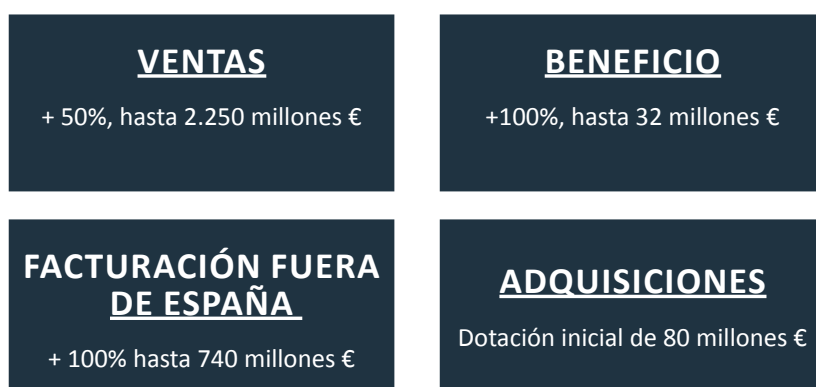 VENTAS
+ 50%, hasta 2.250 millones €
BENEFICIO
+100%, hasta 32 millones €
FACTURACIÓN FUERA
DE ESPAÑA
+ 100% hasta 740 millones €
ADQUISICIONES
Dotación inicial de 80 millones €